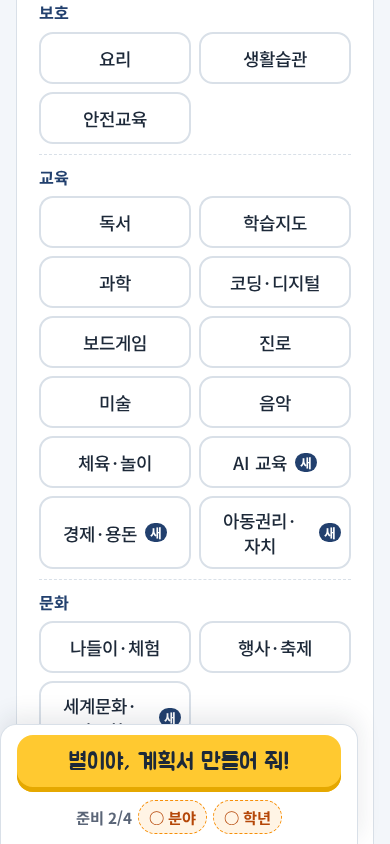 보호
요리
생활습관
안전교육
교육
독서
학습지도
과학
코딩·디지털
보드게임
진로
미술
음악
체육·놀이
AI 교육 새
경제·용돈 새
아동권리·
자치
새
문화
나들이·체험
행사·축제
세계문화·
새
별이야, 계획서 만들어 줘!
준비 2/4 분야 학년